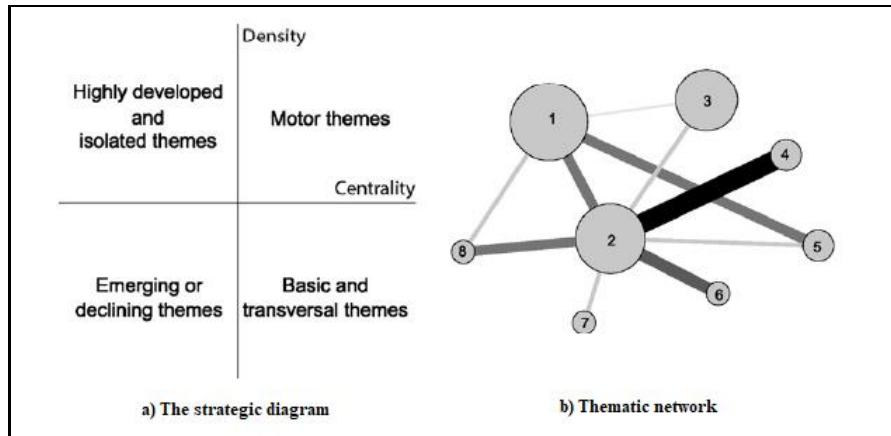 Density
Highly developed
and
isolated themes
Motor themes
Centrality
Emerging or
declining themes
Basic and
transversal themes
a) The strategic diagram
1
3
4
2
5
8
6
7
b) Thematic network